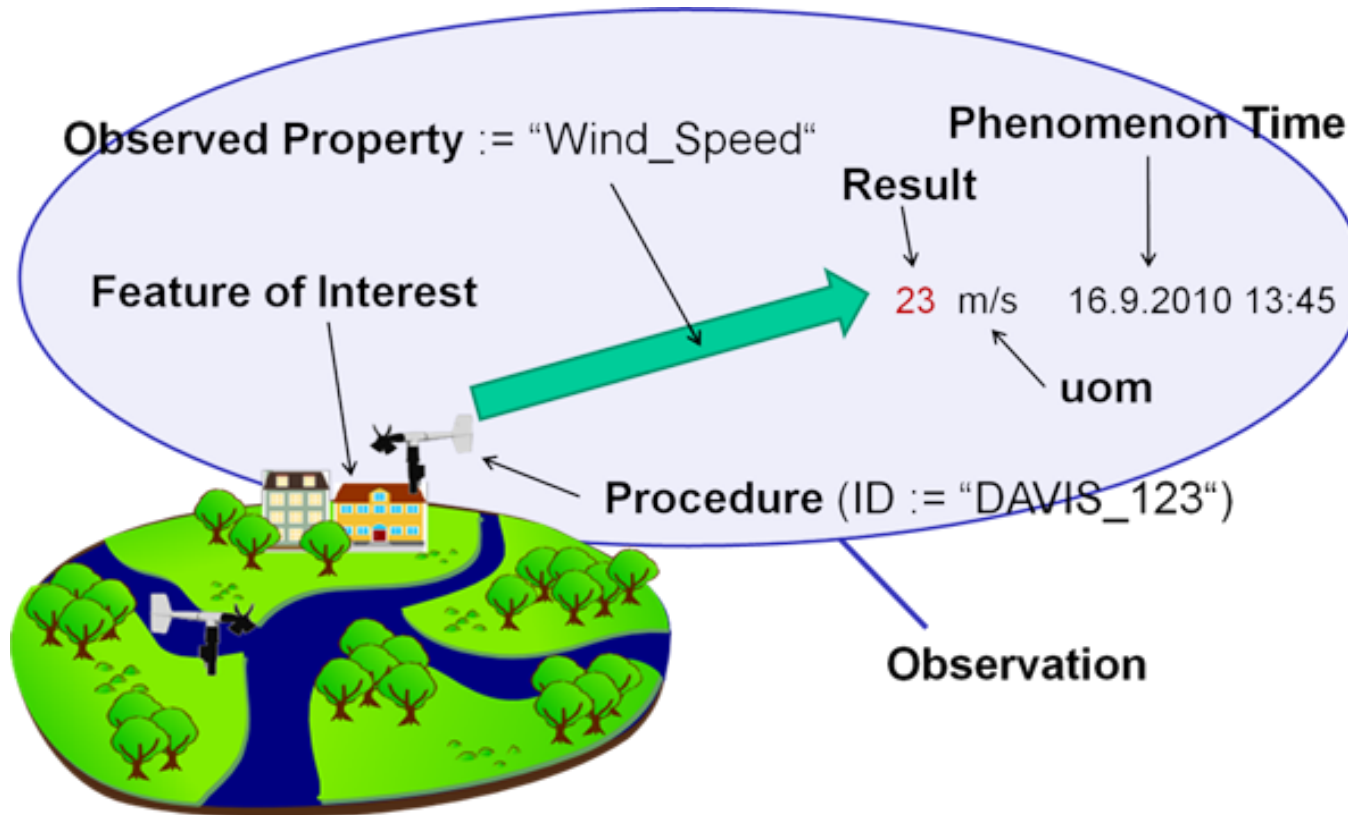 Observed Property := “Wind_Speed“
Phenomenon Time
Result
Feature of Interest
23 m/s 16.9.2010 13:45
uom
Procedure (ID := “DAVIS_123“)
Observation